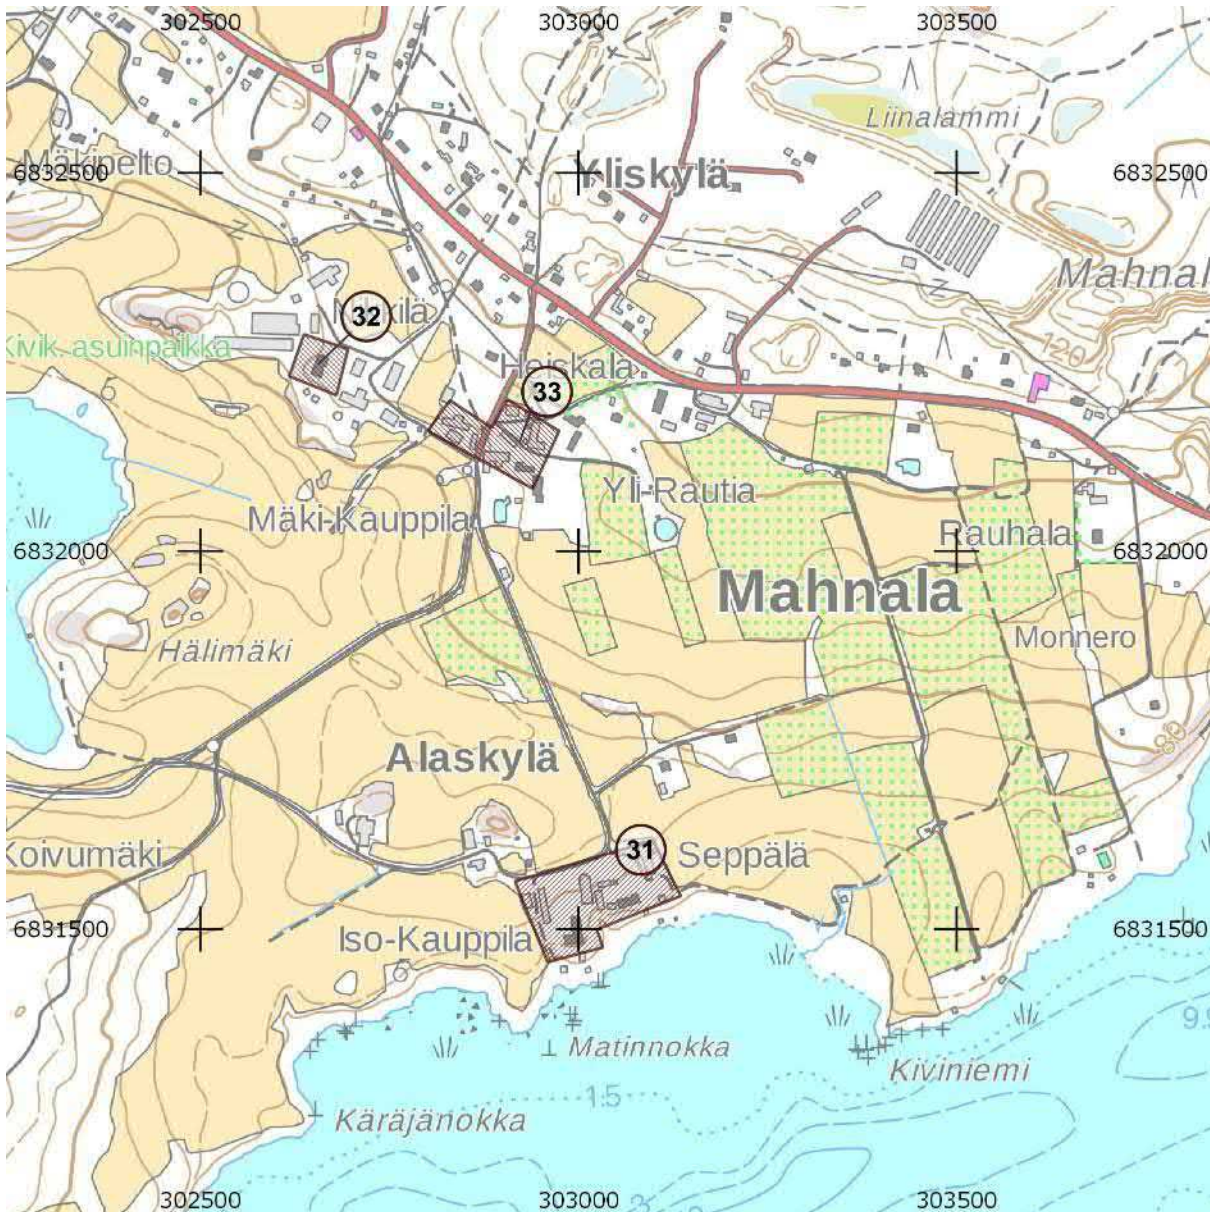 302500
303000
303500
Liinalammi
Mäkipelto
6832500
Yliskylä
6832500
Mahnal
32
Kivik. asuinpaikka
120
Heiskala
33
Yli-Rautia
Mäki-Kauppila
Rauhala
6832000
6832000
Mahnala
Monnero
Hälimäki
80
Alaskylä
Koivumäki
31
Seppälä
6831500
Iso-Kauppila
6831500
Matinnokka
Kiviniemi
1.5
Käräjänokka
3
302500
303000
303500